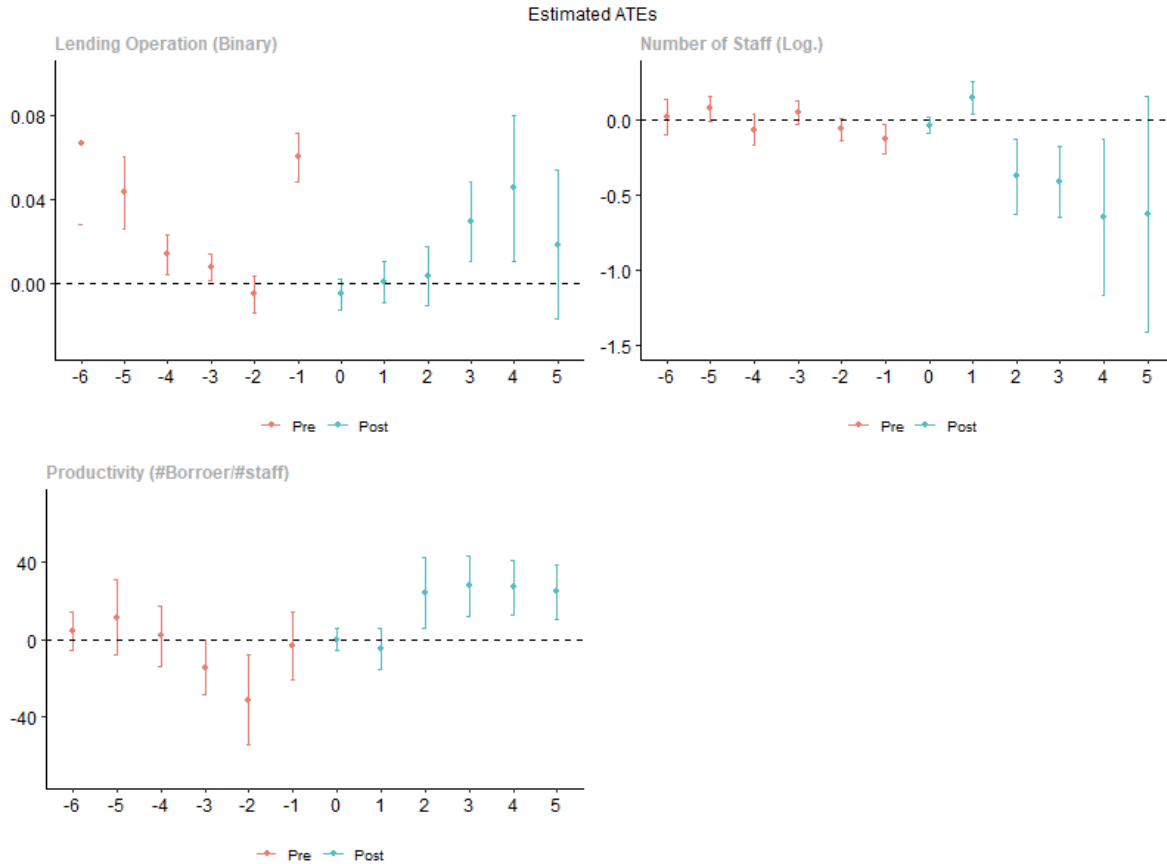 Estimated ATEs
Lending Operation (Binary)
0.08
0.04
0.00
-6 -5 -4 -3 -2 -1 0 1 2 3 4 5
Pre Post
Number of Staff (Log.)
0.0
-0.5
-1.0
-1.5
-6 -5 -4 -3 -2 -1 0 1 2 3 4 5
Pre Post
Productivity (#Borroer/#staff)
40
0
-40
-6 -5 -4 -3 -2 -1 0 1 2 3 4 5
Pre Post